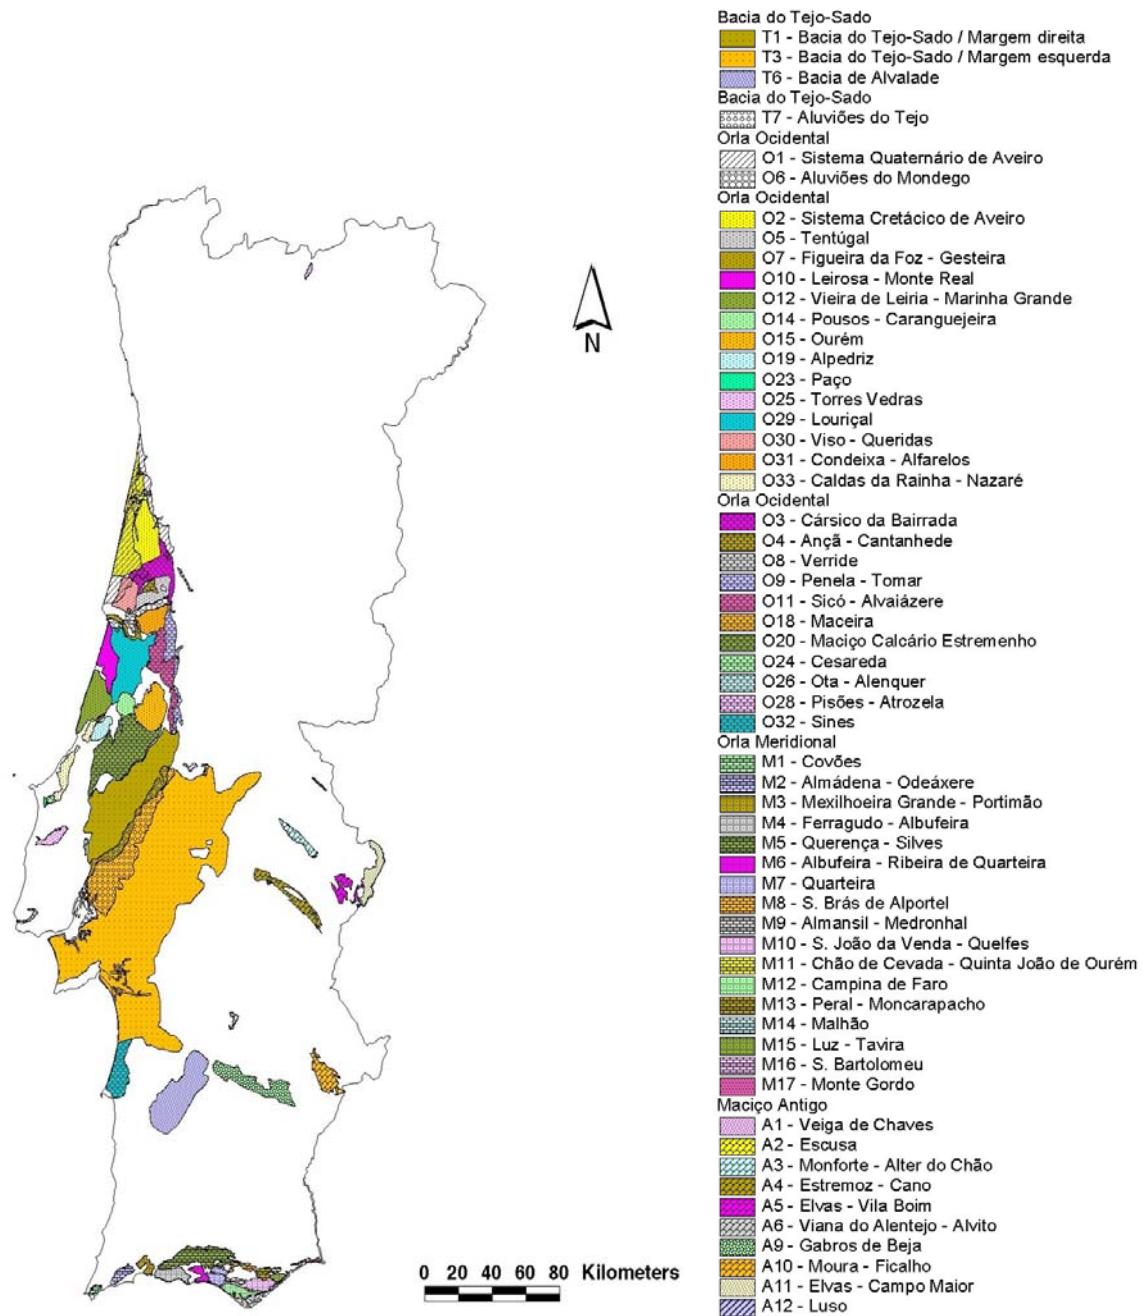 Bacia do Tejo-Sado
T1 - Bacia do Tejo-Sado / Margem direita
T3 - Bacia do Tejo-Sado / Margem esquerda
T6 - Bacia de Alvalade
Bacia do Tejo-Sado
T7 - Aluviões do Tejo
Orla Ocidental
O1 - Sistema Quaternário de Aveiro
O6 - Aluviões do Mondego
Orla Ocidental
O2 - Sistema Cretácico de Aveiro
O5 - Tentúgal
O7 - Figueira da Foz - Gesteira
O10 - Leirosa - Monte Real
O12 - Vieira de Leiria - Marinha Grande
O14 - Pousos - Caranguejeira
O15 - Ourém
O19 - Alpedriz
O23 - Paço
O25 - Torres Vedras
O29 - Louriçal
O30 - Viso - Queridas
O31 - Condeixa - Alfarelos
O33 - Caldas da Rainha - Nazaré
Orla Ocidental
O3 - Cársico da Bairrada
O4 - Ançã - Cantanhede
O8 - Verride
O9 - Penela - Tomar
O11 - Sicó - Alvaiázere
O18 - Maceira
O20 - Maciço Calcário Estremenho
O24 - Cesareda
O26 - Ota - Alenquer
O28 - Pisões - Atrozela
O32 - Sines
Orla Meridional
M1 - Covões
M2 - Almádena - Odeáxere
M3 - Mexilhoeira Grande - Portimão
M4 - Ferragudo - Albufeira
M5 - Querença - Silves
M6 - Albufeira - Ribeira de Quarteira
M7 - Quarteira
M8 - S. Brás de Alportel
M9 - Almansil - Medronhal
M10 - S. João da Venda - Quelfes
M11 - Chão de Cevada - Quinta João de Ourém
M12 - Campina de Faro
M13 - Peral - Moncarapacho
M14 - Malhão
M15 - Luz - Tavira
M16 - S. Bartolomeu
M17 - Monte Gordo
Maciço Antigo
A1 - Veiga de Chaves
A2 - Escusa
A3 - Monforte - Alter do Chão
A4 - Estremoz - Cano
A5 - Elvas - Vila Boim
A6 - Viana do Alentejo - Alvito
A9 - Gabros de Beja
A10 - Moura - Ficalho
A11 - Elvas - Campo Maior
A12 - Luso
N
0 20 40 60 80 Kilometers